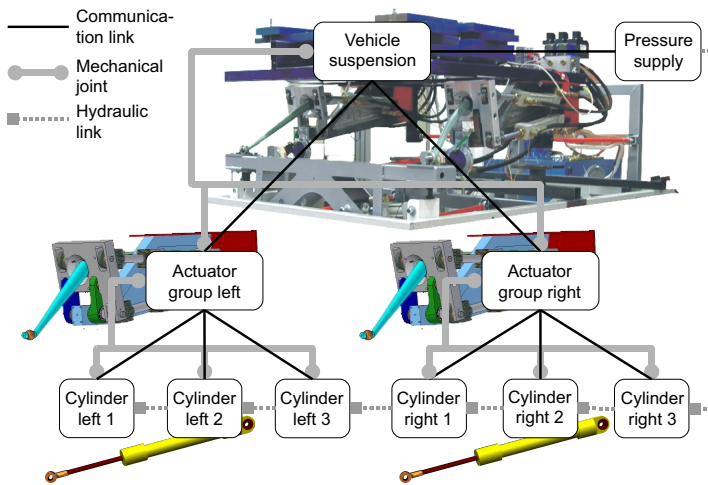 Communica-
tion link
Mechanical
joint
Hydraulic
link
Vehicle
suspension
Pressure
supply
Actuator
group left
Actuator
group right
Cylinder
left 1
Cylinder
left 2
Cylinder
left 3
Cylinder
right 1
Cylinder
right 2
Cylinder
right 3